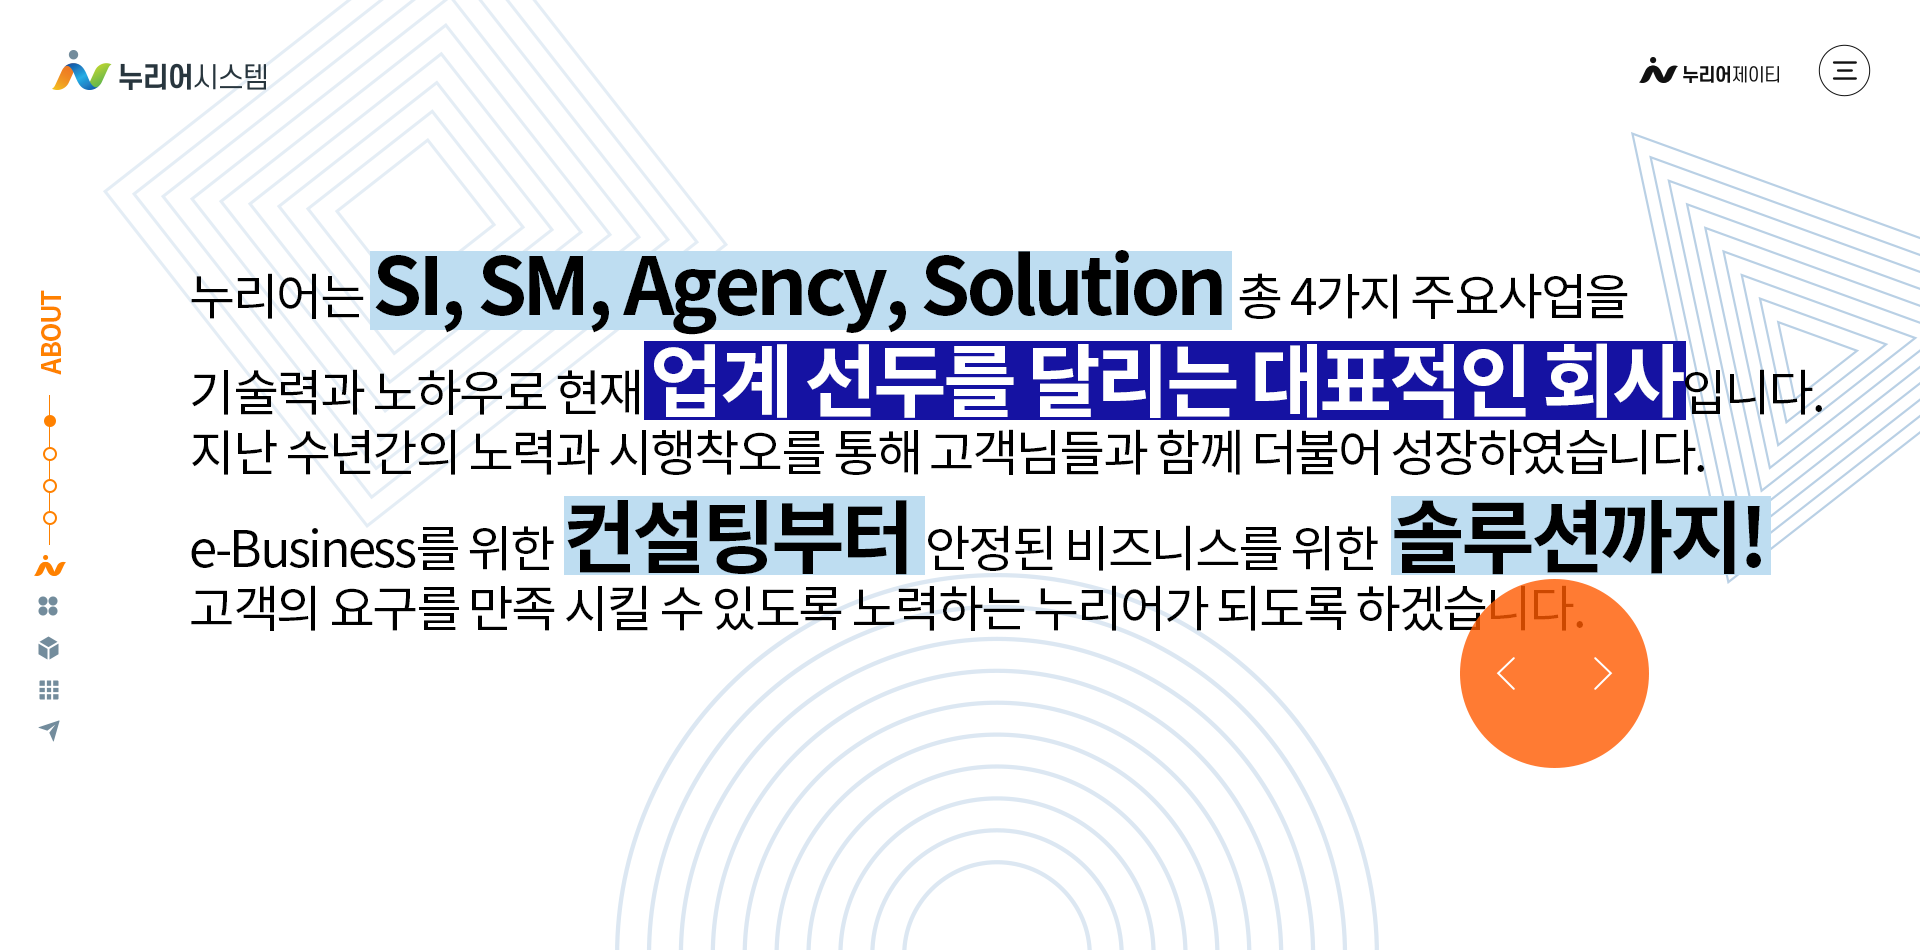 누리어시스템
누리어제이티
ABOUT
누리어는 SI, SM, Agency, Solution 총 4가지 주요사업을
기술력과 노하우로 현재 업계 선두를 달리는 대표적인 회사입니다.
지난 수년간의 노력과 시행착오를 통해 고객님들과 함께 더불어 성장하였습니다.
e-Business를 위한 컨설팅부터 안정된 비즈니스를 위한 솔루션까지!
고객의 요구를 만족 시킬 수 있도록 노력하는 누리어가 되도록 하겠습니다.